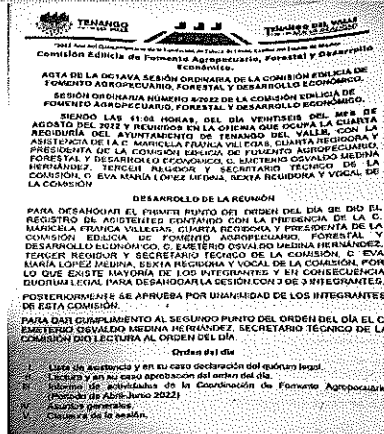 TENANGO
TENANGO DEL VALLE
Comisión Edilicia de Fomento Agropecuario, Forestal y Desarrollo
Económico.
ACTA DE LA OCTAVA SESIÓN ORDINARIA DE LA COMISIÓN EDILICIA DE
FOMENTO AGROPECUARIO, FORESTAL Y DESARROLLO ECONÓMICO.
SESIÓN ORDINARIA NÚMERO 8/2022 DE LA COMISIÓN EDILICIA DE
FOMENTO AGROPECUARIO, FORESTAL Y DESARROLLO ECONÓMICO.
SIENDO LAS 11:04 HORAS, DEL DÍA VEINTISEIS DEL MES DE
AGOSTO DEL 2022 Y REUNIDOS EN LA OFICINA QUE OCUPA LA CUARTA
REGIDURÍA DEL AYUNTAMIENTO DE TENANGO DEL VALLE, CON LA
ASISTENCIA DE LA C. MARICELA FRANCA VILLEGAS, CUARTA REGIDORA Y
PRESIDENTA DE LA COMISIÓN EDILICIA DE FOMENTO AGROPECUARIO,
FORESTAL Y DESARROLLO ECONÓMICO, C. EMETERIO OSVALDO MEDINA
HERNÁNDEZ, TERCER REGIDOR Y SECRETARIO TÉCNICO DE LA
COMISIÓN, C. EVA MARÍA LÓPEZ MEDINA, SEXTA REGIDORA Y VOCAL DE
LA COMISIÓN
DESARROLLO DE LA REUNIÓN
PARA DESAHOGAR EL PRIMER PUNTO DEL ORDEN DEL DÍA SE DIO EL
REGISTRO DE ASISTENTES CONTANDO CON LA PRESENCIA DE LA C.
MARICELA FRANCA VILLEGAS, CUARTA REGIDORA Y PRESIDENTA DE LA
COMISIÓN EDILICIA DE FOMENTO AGROPECUARIO, FORESTAL Y
DESARROLLO ECONÓMICO, C. EMETERIO OSVALDO MEDINA HERNÁNDEZ,
TERCER REGIDOR Y SECRETARIO TÉCNICO DE LA COMISIÓN, C. EVA
MARÍA LÓPEZ MEDINA, SEXTA REGIDORA Y VOCAL DE LA COMISIÓN, POR
LO QUE EXISTE MAYORÍA DE LOS INTEGRANTES Y EN CONSECUENCIA
QUORUM LEGAL PARA DESAHOGAR LA SESIÓN CON 3 DE 3 INTEGRANTES.
POSTERIORMENTE SE APRUEBA POR UNANIMIDAD DE LOS INTEGRANTES
DE ESTA COMISIÓN.
PARA DAR CUMPLIMIENTO AL SEGUNDO PUNTO DEL ORDEN DEL DÍA EL C.
EMETERIO OSVALDO MEDINA HERNÁNDEZ, SECRETARIO TÉCNICO DE LA
COMISIÓN DIO LECTURA AL ORDEN DEL DÍA.
Orden del día
I. Lista de asistencia y en su caso declaración del quórum legal.
II. Lectura y en su caso aprobación del orden del día.
III. Informe de actividades de la Coordinación de Fomento Agropecuario
(Periodo de Abril-Junio 2022)
IV. Asuntos generales.
V. Clausura de la sesión.